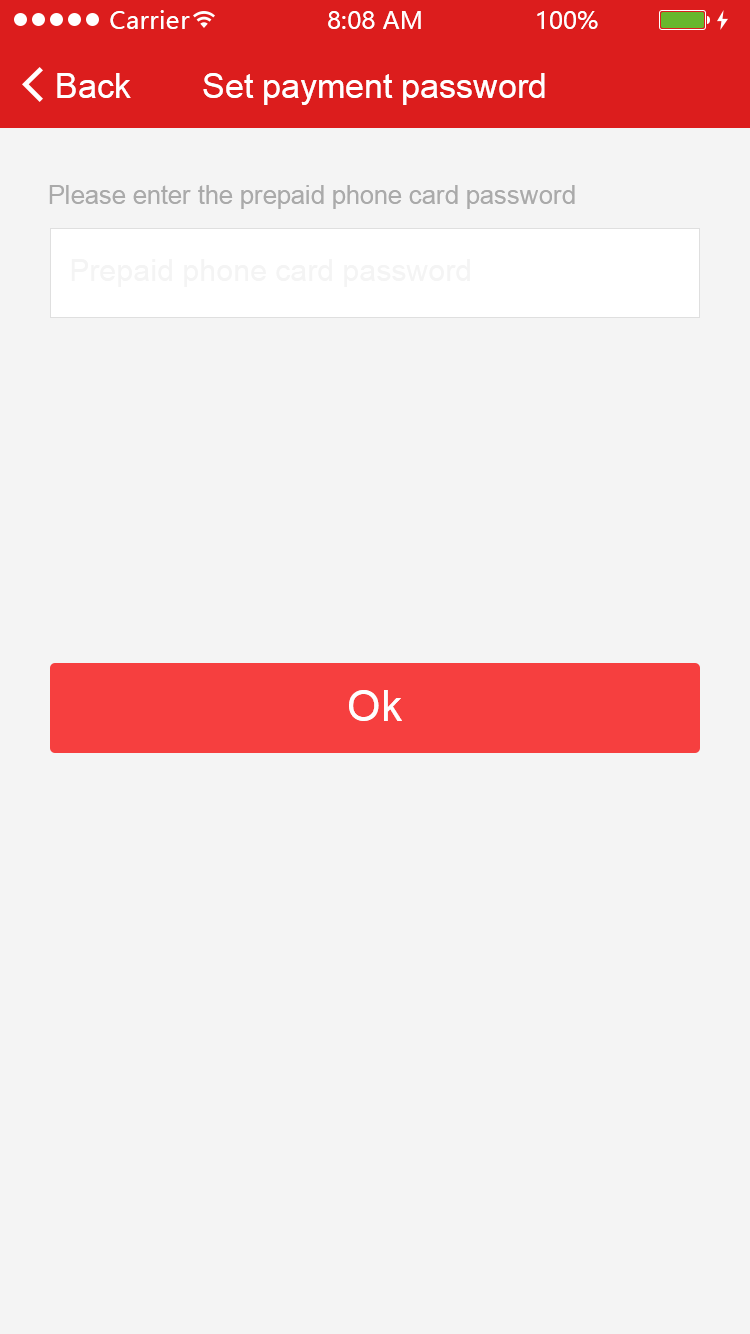 Carrier 8:08 AM 100%
Back Set payment password
Please enter the prepaid phone card password
Prepaid phone card password
Ok